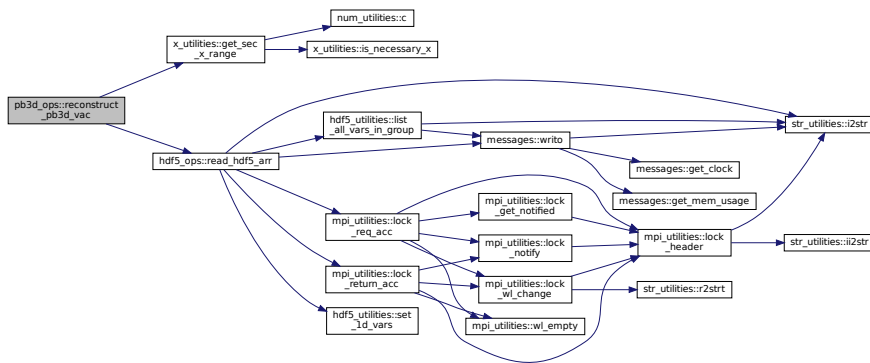 pb3d_ops::reconstruct
_pb3d_vac
x_utilities::get_sec
_x_range
num_utilities::c
x_utilities::is_necessary_x
hdf5_ops::read_hdf5_arr
hdf5_utilities::list
_all_vars_in_group
messages::writo
str_utilities::i2str
messages::get_clock
messages::get_mem_usage
mpi_utilities::lock
_req_acc
mpi_utilities::lock
_get_notified
mpi_utilities::lock
_notify
mpi_utilities::lock
_header
str_utilities::ii2str
mpi_utilities::lock
_return_acc
mpi_utilities::lock
_wl_change
str_utilities::r2strt
hdf5_utilities::set
_1d_vars
mpi_utilities::wl_empty